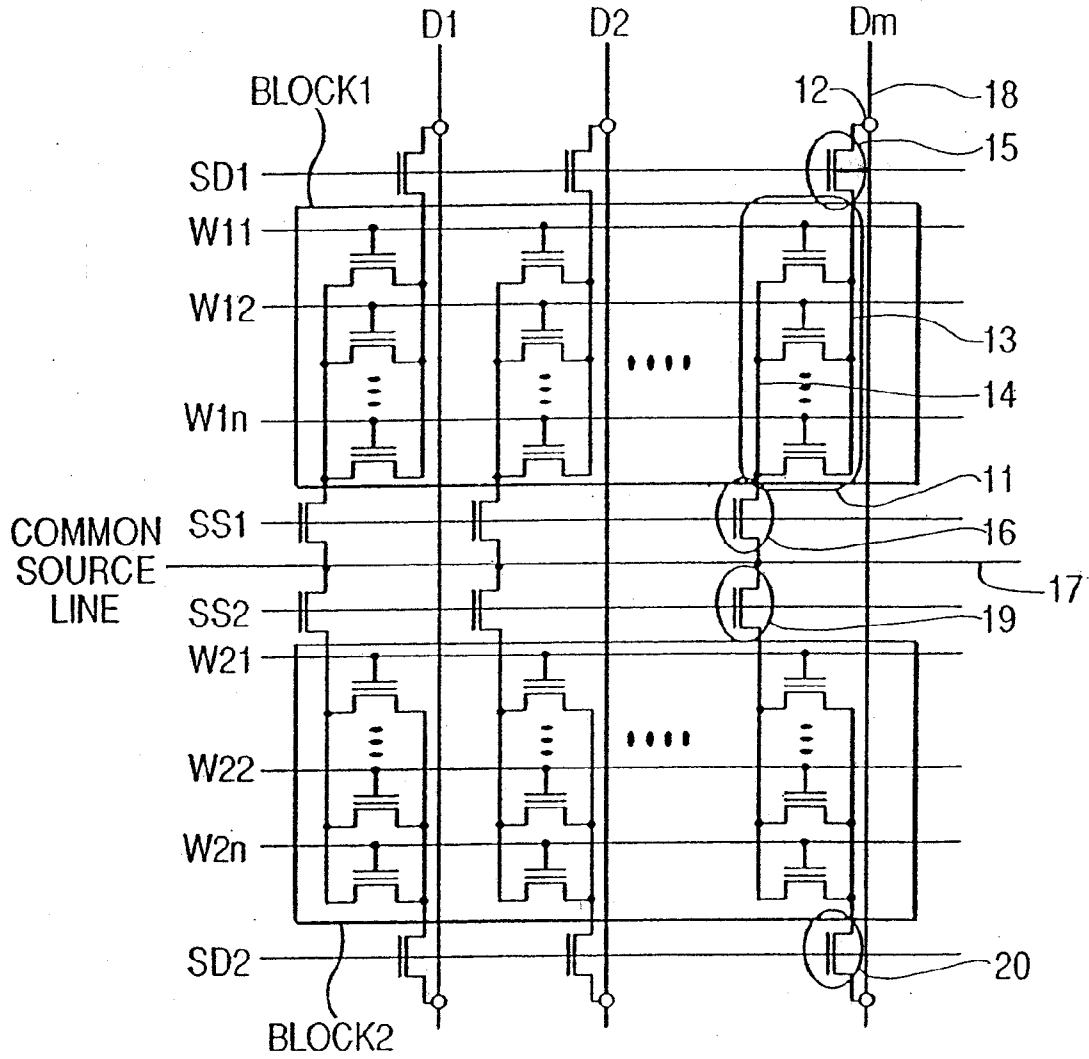 D1 D2 Dm
BLOCK1 12 18
15
SD1
W11
W12
13
14
W1n
11
SS1
16
COMMON
SOURCE
LINE
17
SS2
19
W21
W22
W2n
SD2
20
BLOCK2